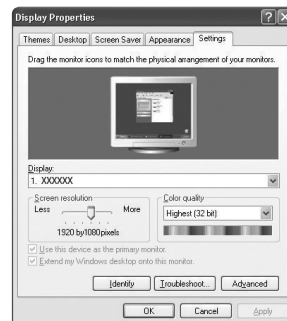 Display Properties
Themes Desktop Screen Saver Appearance Settings
Drag the monitor icons to match the physical arrangement of your monitors.
Display:
1. XXXXXX
Screen resolution
Less More
1920 by1080pixels
Color quality
Highest (32 bit)
Use this device as the primary monitor.
Extend my Windows desktop onto this monitor.
Identify Troubleshoot... Advanced
OK Cancel Apply